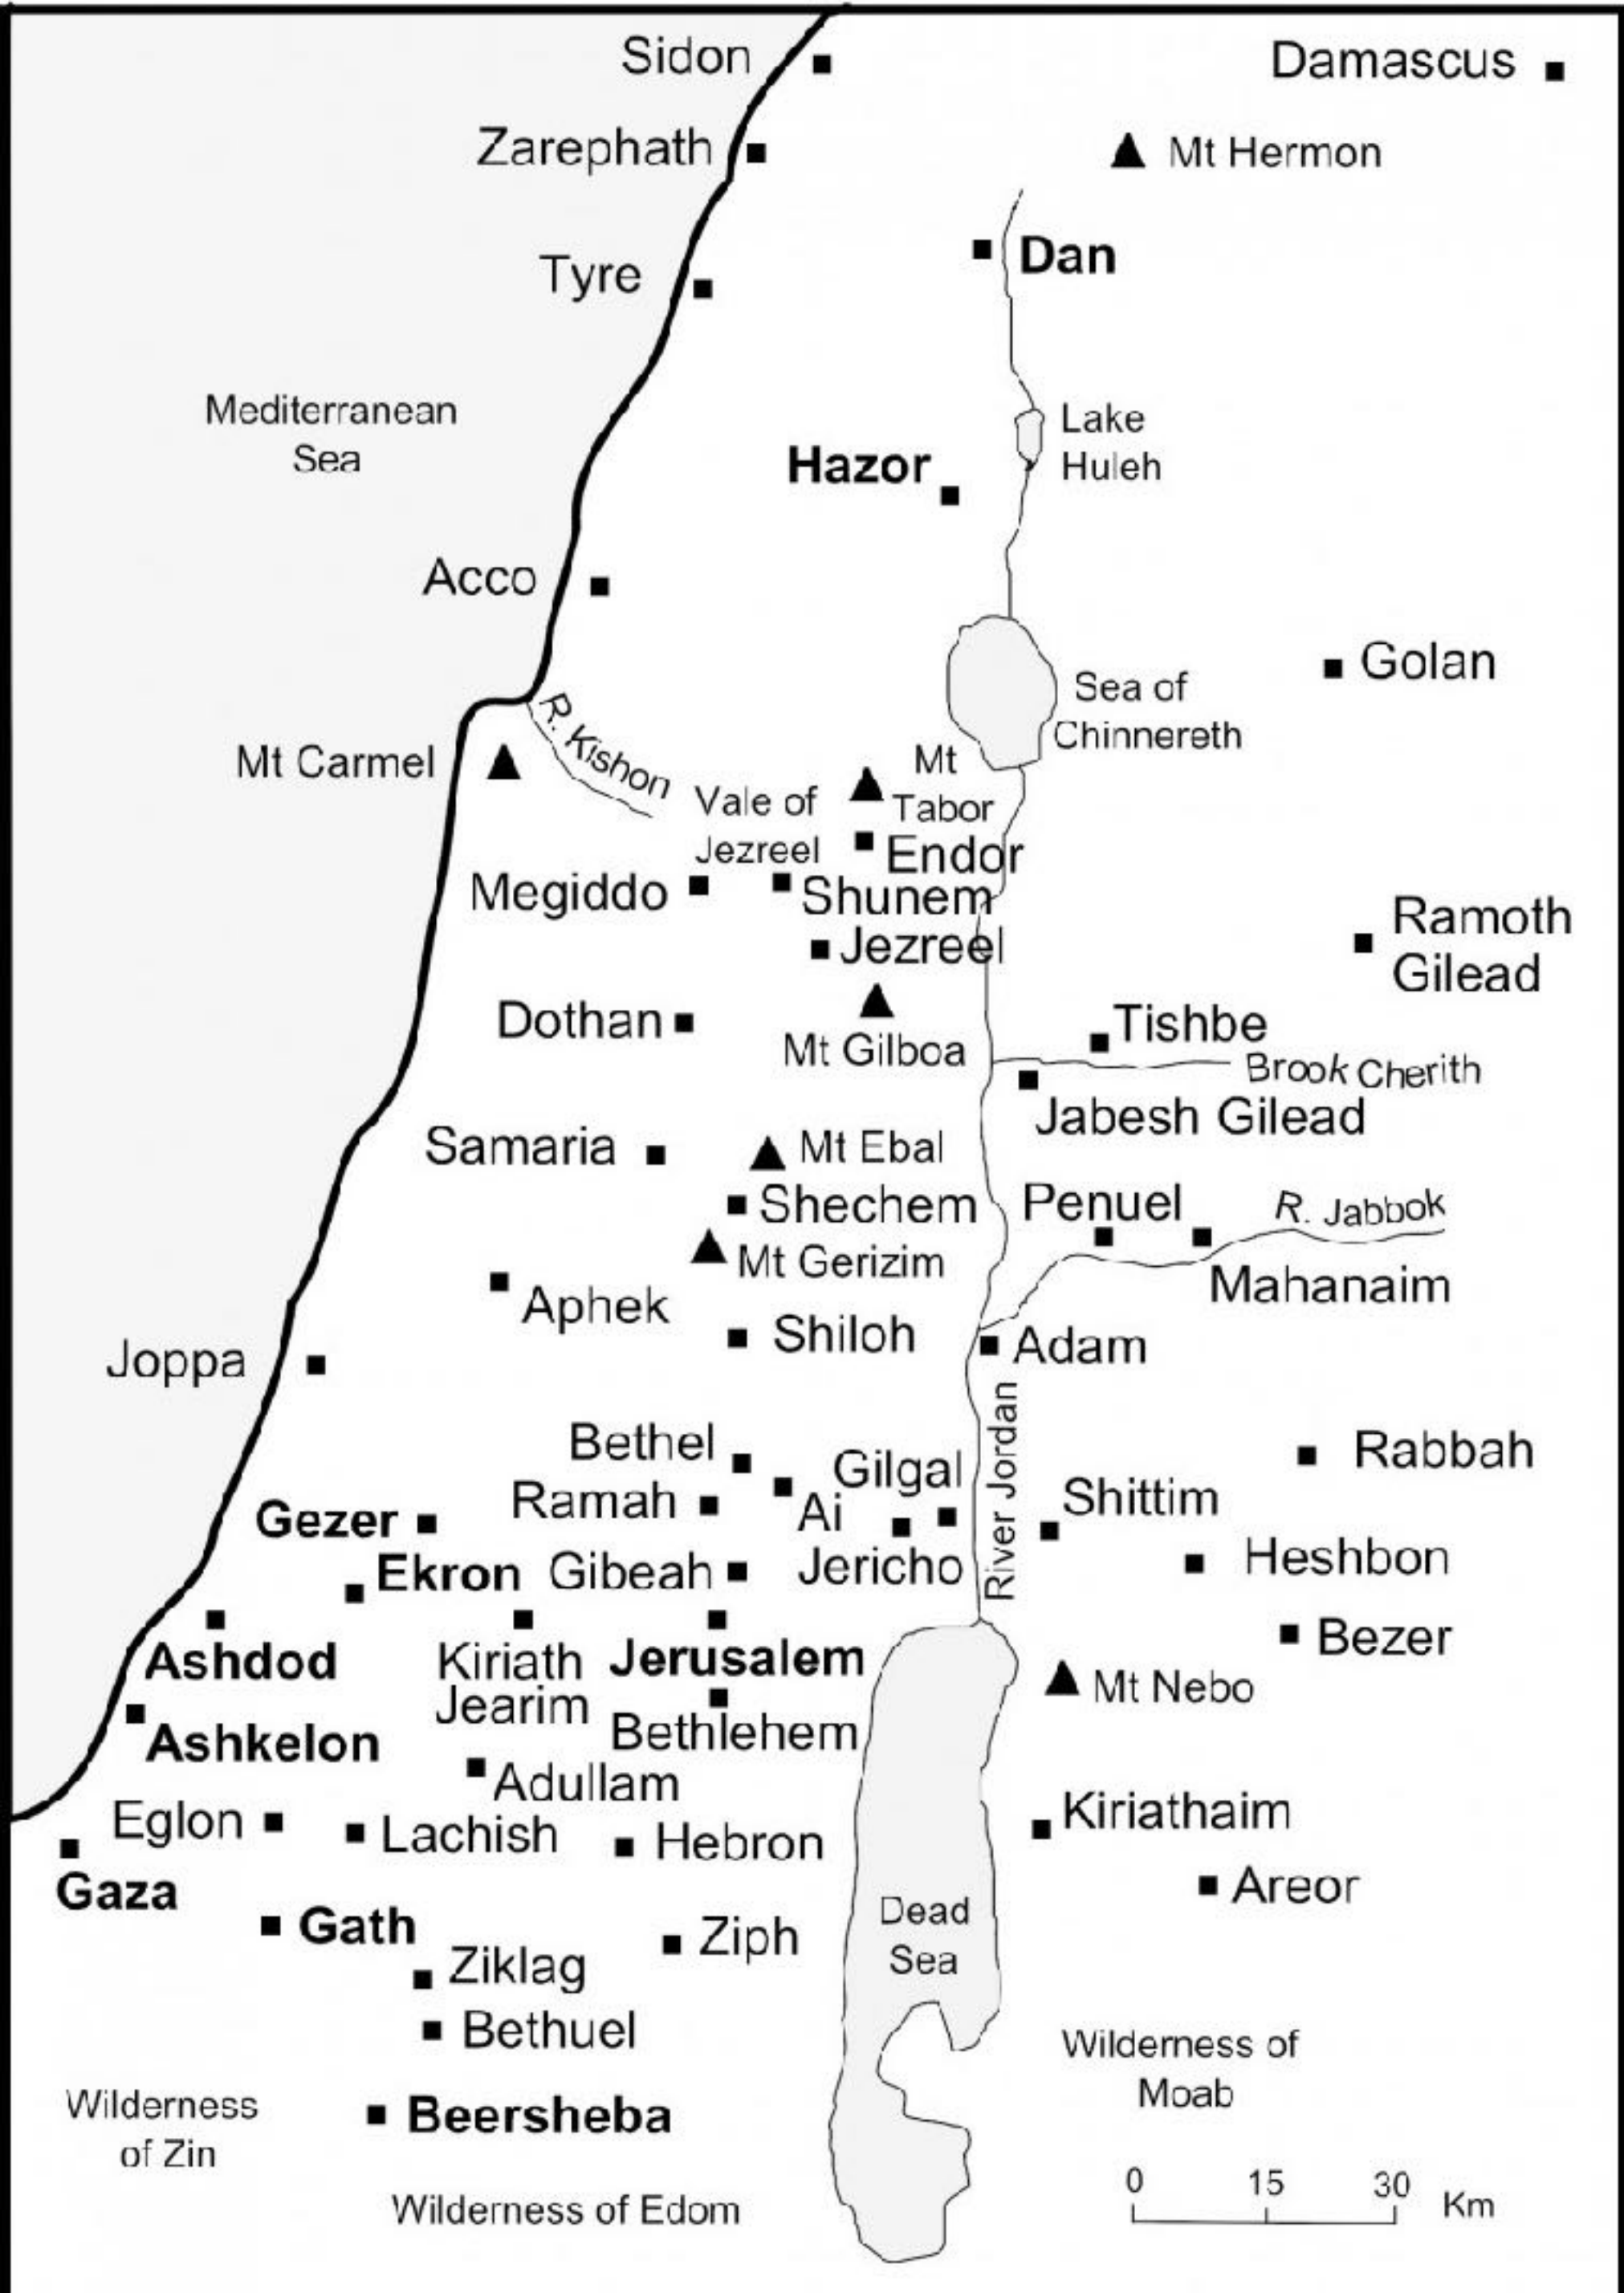 Sidon
Damascus
Zarephath
Mt Hermon
Dan
Tyre
Mediterranean
Sea
Lake
Huleh
Hazor
Acco
Golan
Sea of
Chinnereth
R. Kishon
Mt Carmel
Mt
Tabor
Vale of
Jezreel
Endor
Megiddo
Shunem
Ramoth
Gilead
Jezreel
Dothan
Tishbe
Mt Gilboa
Brook Cherith
Jabesh Gilead
Samaria
Mt Ebal
Shechem
Penuel
R. Jabbok
Mt Gerizim
Mahanaim
Aphek
Shiloh
Adam
Joppa
River Jordan
Bethel
Gilgal
Rabbah
Ramah
Ai
Shittim
Gezer
Ekron
Gibeah
Jericho
Heshbon
Bezer
Ashdod
Kiriath
Jearim
Jerusalem
Mt Nebo
Bethlehem
Ashkelon
Adullam
Eglon
Lachish
Hebron
Kiriathaim
Gaza
Areor
Gath
Dead
Sea
Ziph
Ziklag
Bethuel
Wilderness of
Moab
Wilderness
of Zin
Beersheba
0 15 30 Km
Wilderness of Edom